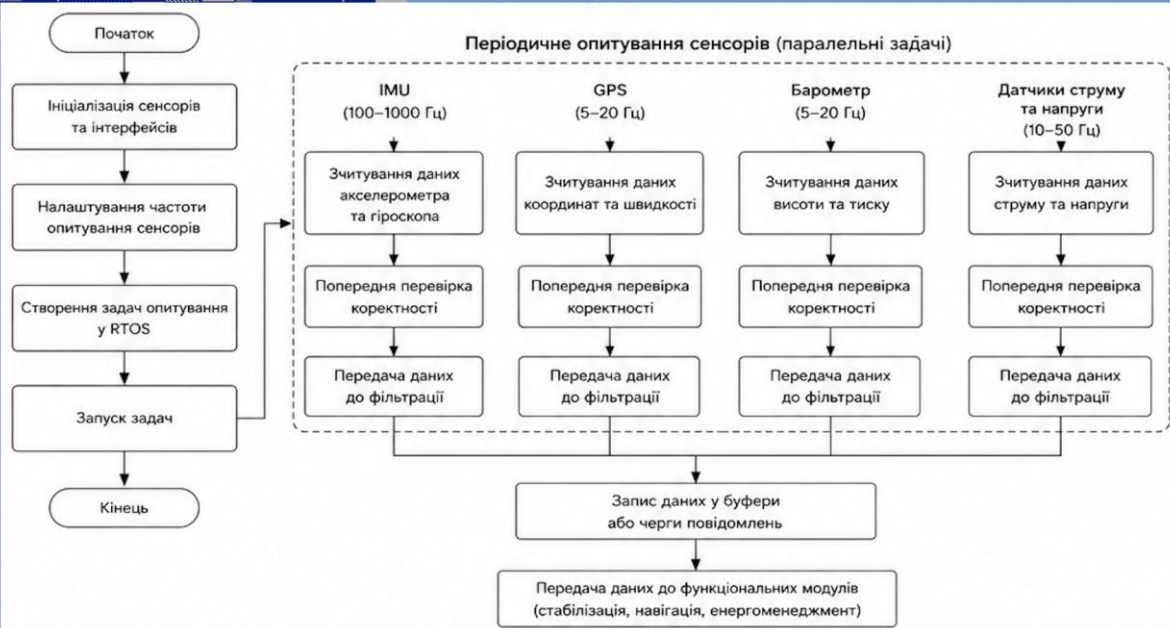 Початок
Ініціалізація сенсорів
та інтерфейсів
Налаштування частоти
опитування сенсорів
Створення задач опитування
у RTOS
Запуск задач
Кінець
Періодичне опитування сенсорів (паралельні задачі)
IMU
(100–1000 Гц)
Зчитування даних
акселерометра
та гіроскопа
Попередня перевірка
коректності
Передача даних
до фільтрації
GPS
(5–20 Гц)
Зчитування даних
координат та швидкості
Попередня перевірка
коректності
Передача даних
до фільтрації
Барометр
(5–20 Гц)
Зчитування даних
висоти та тиску
Попередня перевірка
коректності
Передача даних
до фільтрації
Датчики струму
та напруги
(10–50 Гц)
Зчитування даних
струму та напруги
Попередня перевірка
коректності
Передача даних
до фільтрації
Запис даних у буфери
або черги повідомлень
Передача даних до функціональних модулів
(стабілізація, навігація, енергоменеджмент)